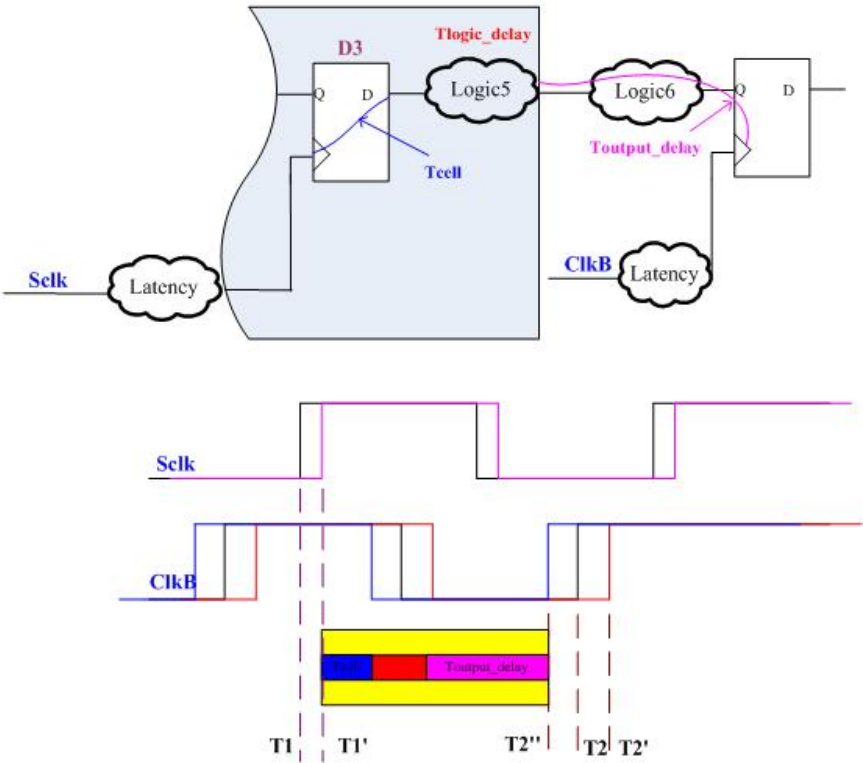 Tlogic_delay
D3
Q D
Logic5
Logic6
Q D
Toutput_delay
Tcell
Sclk
Latency
ClkB
Latency
Sclk
ClkB
Tcell
Toutput_delay
T1
T1'
T2''
T2
T2'